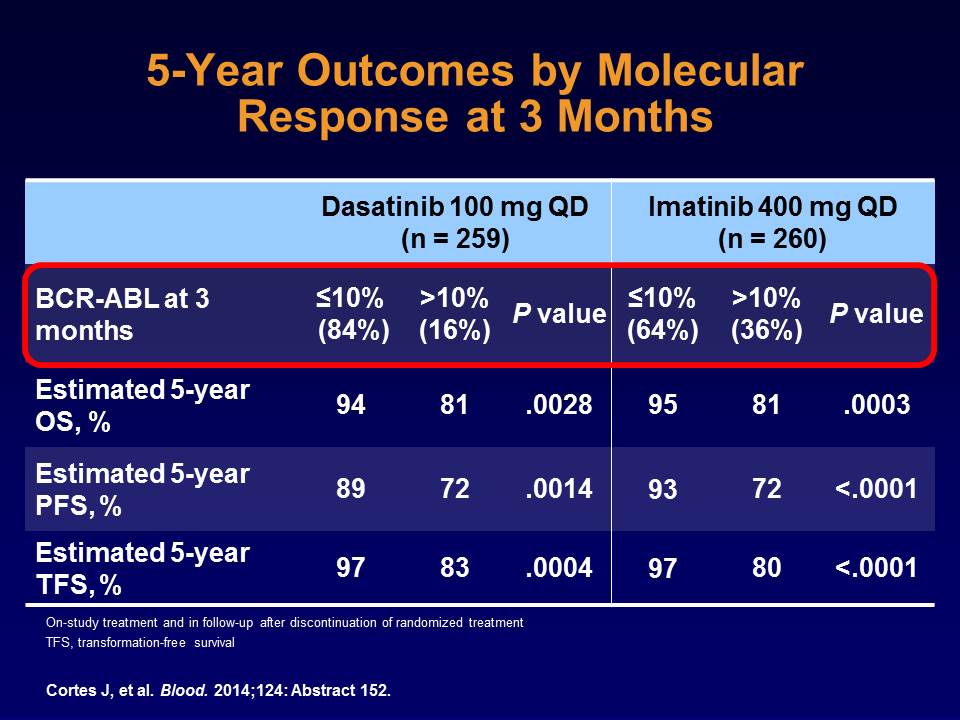 5-Year Outcomes by Molecular
Response at 3 Months
Dasatinib 100 mg QD
(n = 259)
Imatinib 400 mg QD
(n = 260)
BCR-ABL at 3
months
≤10%
(84%)
>10%
(16%)
P value
≤10%
(64%)
>10%
(36%)
P value
Estimated 5-year
OS, %
94 81 .0028 95 81 .0003
Estimated 5-year
PFS, %
89 72 .0014 93 72 <.0001
Estimated 5-year
TFS, %
97 83 .0004 97 80 <.0001
On-study treatment and in follow-up after discontinuation of randomized treatment
TFS, transformation-free survival
Cortes J, et al. Blood. 2014;124: Abstract 152.